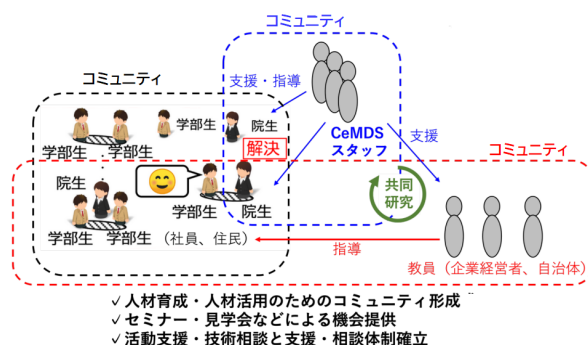 コミュニティ
コミュニティ
支援・指導
学部生
院生
CeMDS
スタッフ
支援
解決
コミュニティ
学部生
学部生
院生
共同
研究
学部生
院生
学部生
学部生
（社員、住民）
指導
教員（企業経営者、自治体）
✓人材育成・人材活用のためのコミュニティ形成
✓セミナー・見学会などによる機会提供
✓活動支援・技術相談と支援・相談体制確立